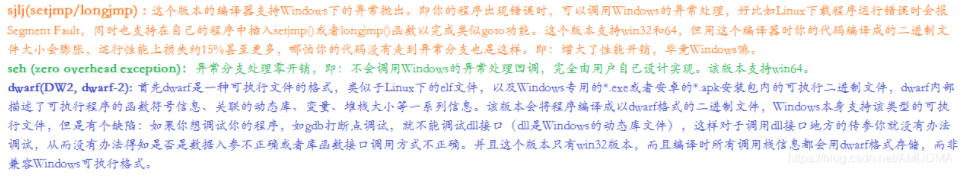 sjlj(setjmp/longjmp)：这个版本的编译器支持Windows下的异常抛出。即你的程序出现错误时，可以调用Windows的异常处理，好比如Linux下载程序运行错误时会报
Segment Fault，同时也支持在自己的程序中插入setjmp()或者longjmp()函数以完成类似goto功能。这个版本支持win32和64，但用这个编译器时你的代码编译成的二进制文
件大小会膨胀，运行性能上损失约15%甚至更多，哪怕你的代码没有走到异常分支也是这样。即：增大了性能开销，毕竟Windows嘛。
seh (zero overhead exception)：异常分支处理零开销，即：不会调用Windows的异常处理回调，完全由用户自己设计实现。该版本支持win64。
dwarf(DW2, dwarf-2): 首先dwarf是一种可执行文件的格式，类似于Linux下的elf文件，以及Windows专用的*.exe或者安卓的*.apk安装包内的可执行二进制文件，dwarf内部
描述了可执行程序的函数符号信息、关联的动态库、变量、堆栈大小等一系列信息。该版本会将程序编译成以dwarf格式的二进制文件，Windows本身支持该类型的可执
行文件，但是有个缺陷：如果你想调试你的程序，如gdb打断点调试，就不能调试dll接口（dll是Windows的动态库文件），这样对于调用dll接口地方的传参你就没有办法
调试，从而没有办法得知是否是数据入参不正确或者库函数接口调用方式不正确。并且这个版本只有win32版本，而且编译时所有调用栈信息都会用dwarf格式存储，而非
兼容Windows可执行格式。
https://blog.csdn.net/AMDDMA